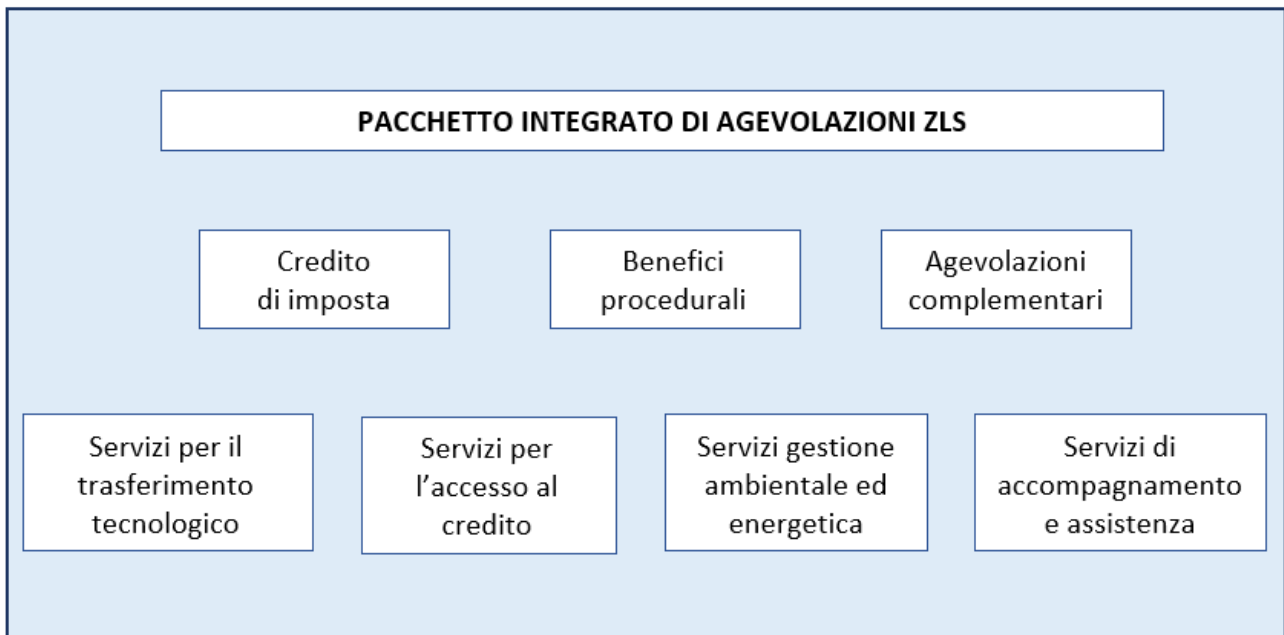 PACCHETTO INTEGRATO DI AGEVOLAZIONI ZLS
Credito
di imposta
Benefici
procedurali
Agevolazioni
complementari
Servizi per il
trasferimento
tecnologico
Servizi per
l’accesso al
credito
Servizi gestione
ambientale ed
energetica
Servizi di
accompagnamento
e assistenza